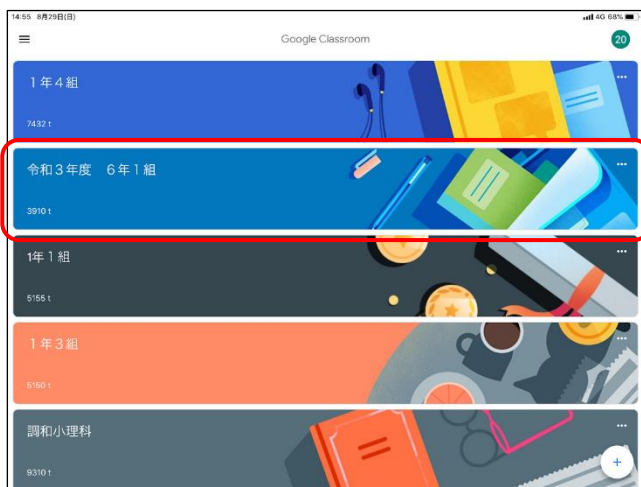 14:55 8月29日(日)
4G 68%
Google Classroom
20
1年4組
7432 t
令和3年度 6年1組
3910 t
1年1組
5155 t
1年3組
5150 t
調和小理科
9310 t